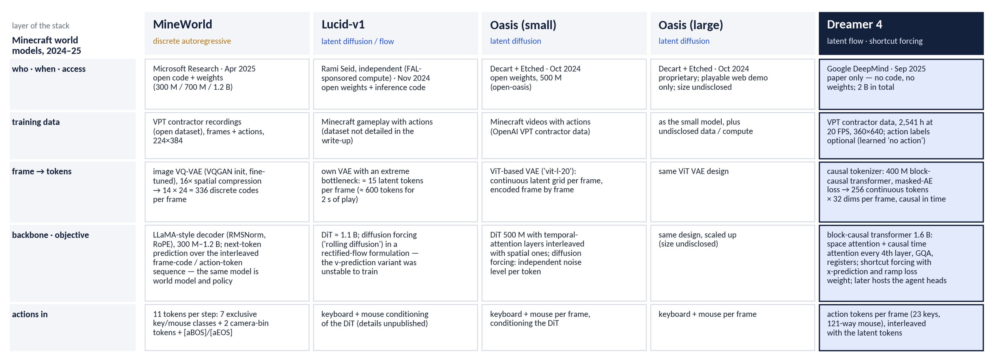 layer of the stack
Minecraft world
models, 2024–25
MineWorld
discrete autoregressive
Lucid-v1
latent diffusion / flow
Oasis (small)
latent diffusion
Oasis (large)
latent diffusion
Dreamer 4
latent flow · shortcut forcing
who · when · access
Microsoft Research · Apr 2025
open code + weights
(300 M / 700 M / 1.2 B)
Rami Seid, independent (FAL-
sponsored compute) · Nov 2024
open weights + inference code
Decart + Etched · Oct 2024
open weights, 500 M
(open-oasis)
Decart + Etched · Oct 2024
proprietary; playable web demo
only; size undisclosed
Google DeepMind · Sep 2025
paper only — no code, no
weights; 2 B in total
training data
VPT contractor recordings
(open dataset), frames + actions,
224×384
Minecraft gameplay with actions
(dataset not detailed in the
write-up)
Minecraft videos with actions
(OpenAI VPT contractor data)
as the small model, plus
undisclosed data / compute
VPT contractor data, 2,541 h at
20 FPS, 360×640; action labels
optional (learned 'no action')
frame → tokens
image VQ-VAE (VQGAN init, fine-
tuned), 16× spatial compression
→ 14 × 24 = 336 discrete codes
per frame
own VAE with an extreme
bottleneck: ≈ 15 latent tokens
per frame (≈ 600 tokens for
2 s of play)
ViT-based VAE ('vit-l-20'):
continuous latent grid per frame,
encoded frame by frame
same ViT VAE design
causal tokenizer: 400 M block-
causal transformer, masked-AE
loss → 256 continuous tokens
× 32 dims per frame, causal in time
backbone · objective
LLaMA-style decoder (RMSNorm,
RoPE), 300 M–1.2 B; next-token
prediction over the interleaved
frame-code / action-token
sequence — the same model is
world model and policy
DiT ≈ 1.1 B; diffusion forcing
('rolling diffusion') in a
rectified-flow formulation —
the v-prediction variant was
unstable to train
DiT 500 M with temporal-
attention layers interleaved
with spatial ones; diffusion
forcing: independent noise
level per token
same design, scaled up
(size undisclosed)
block-causal transformer 1.6 B:
space attention + causal time
attention every 4th layer, GQA,
registers; shortcut forcing with
x-prediction and ramp loss
weight; later hosts the agent heads
actions in
11 tokens per step: 7 exclusive
key/mouse classes + 2 camera-bin
tokens + [aBOS]/[aEOS]
keyboard + mouse conditioning
of the DiT (details unpublished)
keyboard + mouse per frame,
conditioning the DiT
keyboard + mouse per frame
action tokens per frame (23 keys,
121-way mouse), interleaved
with the latent tokens